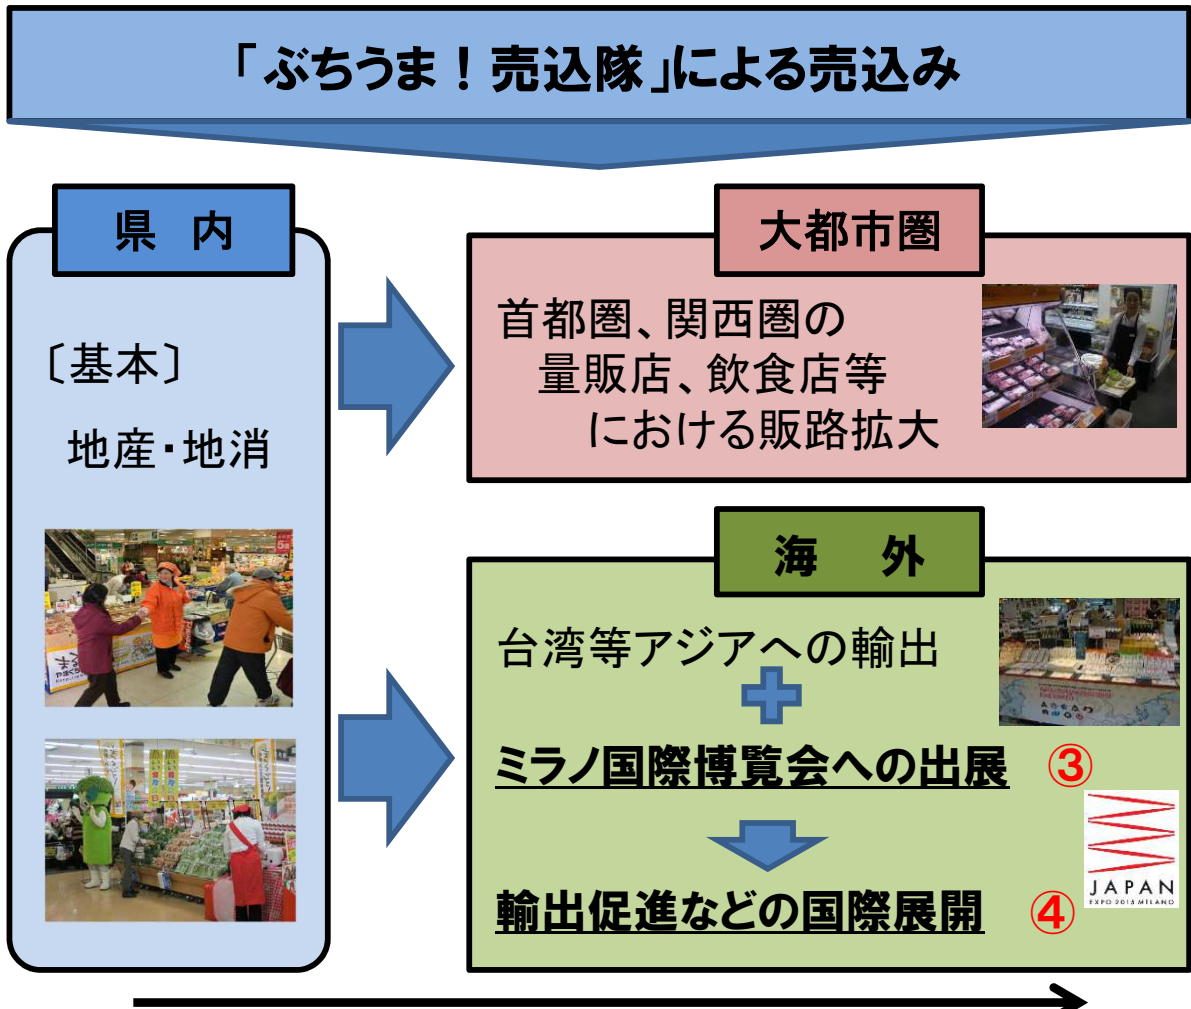 「ぶちうま！売込隊」による売込み
県　内
〔基本〕
地産・地消
大都市圏
首都圏、関西圏の
量販店、飲食店等
における販路拡大
海　外
台湾等アジアへの輸出
ミラノ国際博覧会への出展　③
輸出促進などの国際展開　④
JAPAN
EXPO 2015 MILANO